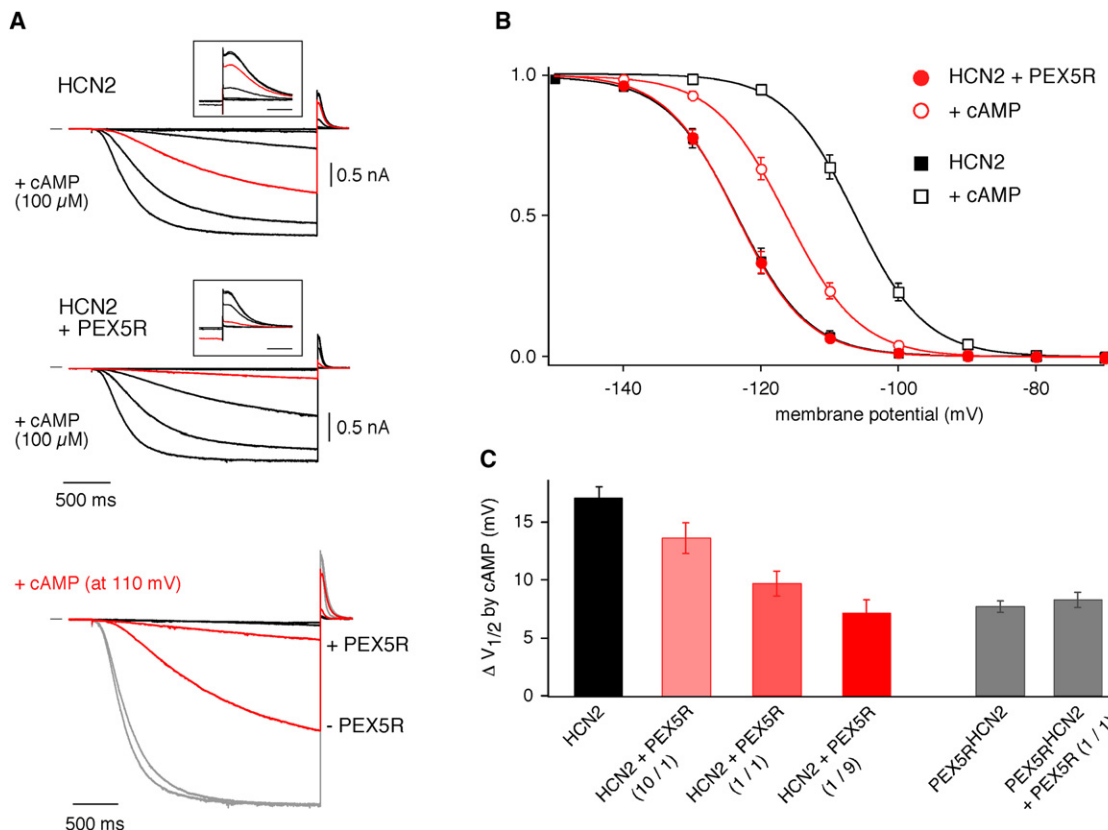 A
HCN2
+ cAMP
(100 µM)
0.5 nA
HCN2
+ PEX5R
+ cAMP
(100 µM)
0.5 nA
500 ms
+ cAMP (at 110 mV)
+ PEX5R
- PEX5R
500 ms
B
1.0
0.5
0.0
-140
-120
-100
-80
membrane potential (mV)
HCN2 + PEX5R
+ cAMP
HCN2
+ cAMP
C
Δ V1/2 by cAMP (mV)
15
10
5
0
HCN2
HCN2 + PEX5R
(10 / 1)
HCN2 + PEX5R
(1 / 1)
HCN2 + PEX5R
(1 / 9)
PEX5RHCN2
PEX5RHCN2
+ PEX5R (1 / 1)